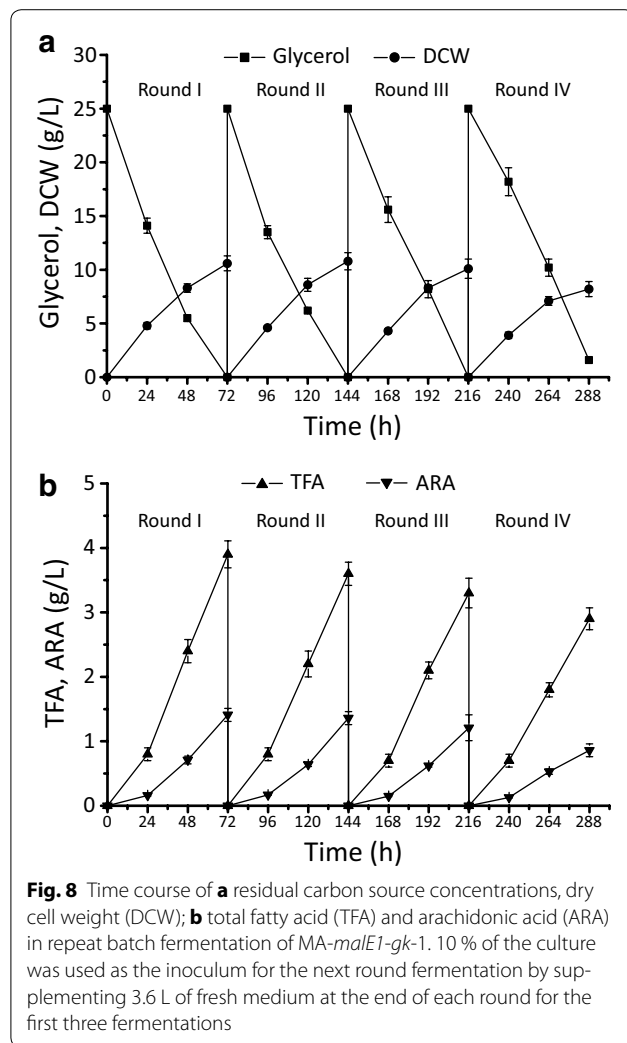 a
Glycerol DCW
Round I Round II Round III Round IV
Glycerol, DCW (g/L)
30
25
20
15
10
5
0
0 24 48 72 96 120 144 168 192 216 240 264 288
Time (h)
b
TFA ARA
Round I Round II Round III Round IV
TFA, ARA (g/L)
5
4
3
2
1
0
0 24 48 72 96 120 144 168 192 216 240 264 288
Time (h)
Fig. 8 Time course of a residual carbon source concentrations, dry
cell weight (DCW); b total fatty acid (TFA) and arachidonic acid (ARA)
in repeat batch fermentation of MA-malE1-gk-1. 10 % of the culture
was used as the inoculum for the next round fermentation by sup-
plementing 3.6 L of fresh medium at the end of each round for the
first three fermentations